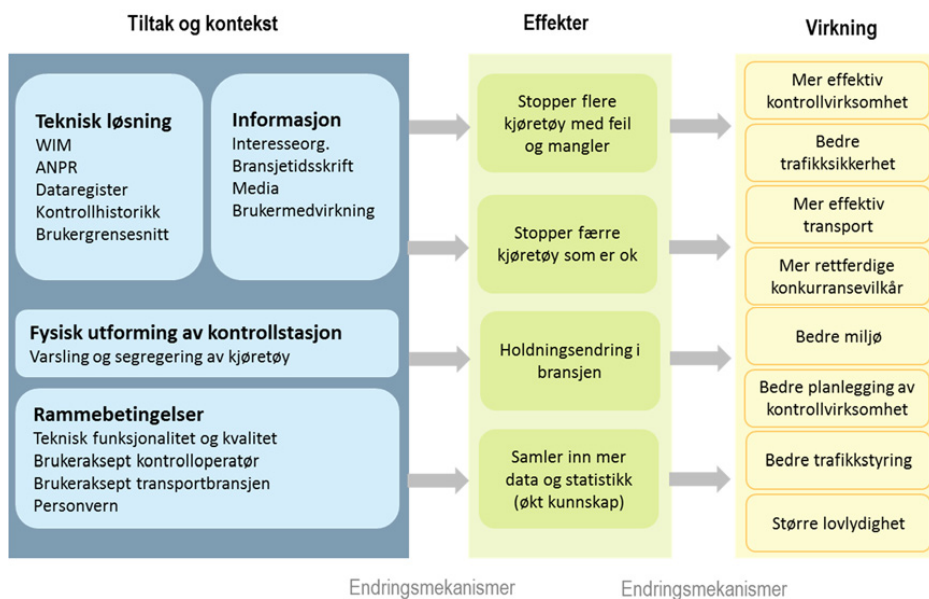 Tiltak og kontekst
Effekter
Virkning
Teknisk løsning
WIM
ANPR
Dataregister
Kontrollhistorikk
Brukergrensesnitt
Informasjon
Interesseorg.
Bransjetidsskrift
Media
Brukermedvirkning
Fysisk utforming av kontrollstasjon
Varsling og segregering av kjøretøy
Rammebetingelser
Teknisk funksjonalitet og kvalitet
Brukeraksept kontrolloperatør
Brukeraksept transportbransjen
Personvern
Stopper flere
kjøretøy med feil
og mangler
Stopper færre
kjøretøy som er ok
Holdningsendring i
bransjen
Samler inn mer
data og statistikk
(økt kunnskap)
Mer effektiv
kontrollvirksomhet
Bedre
trafikksikkerhet
Mer effektiv
transport
Mer rettferdige
konkurransevilkår
Bedre miljø
Bedre planlegging av
kontrollvirksomhet
Bedre trafikkstyring
Større lovlydighet
Endringsmekanismer
Endringsmekanismer